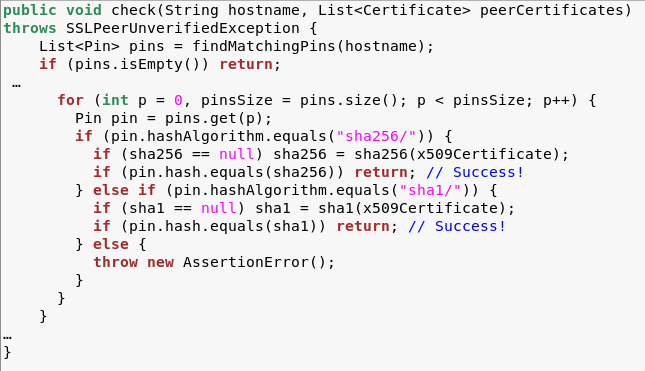 public void check(String hostname, List<Certificate> peerCertificates)
throws SSLPeerUnverifiedException {
    List<Pin> pins = findMatchingPins(hostname);
    if (pins.isEmpty()) return;
 …
      for (int p = 0, pinsSize = pins.size(); p < pinsSize; p++) {
        Pin pin = pins.get(p);
        if (pin.hashAlgorithm.equals("sha256/")) {
          if (sha256 == null) sha256 = sha256(x509Certificate);
          if (pin.hash.equals(sha256)) return; // Success!
        } else if (pin.hashAlgorithm.equals("sha1/")) {
          if (sha1 == null) sha1 = sha1(x509Certificate);
          if (pin.hash.equals(sha1)) return; // Success!
        } else {
          throw new AssertionError();
        }
      }
    }
…
}